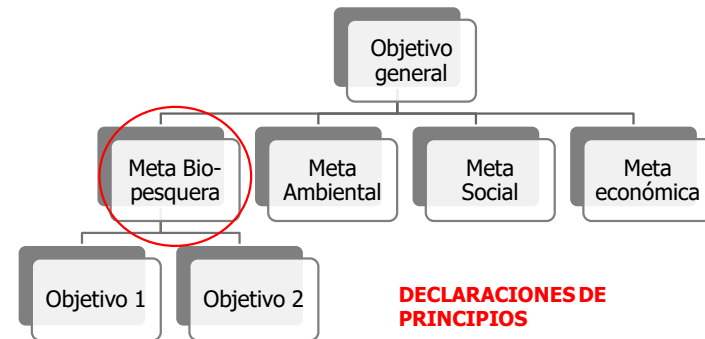 Objetivo
general
Meta Bio-
pesquera
Meta
Ambiental
Meta
Social
Meta
económica
Objetivo 1
Objetivo 2
DECLARACIONES DE
PRINCIPIOS